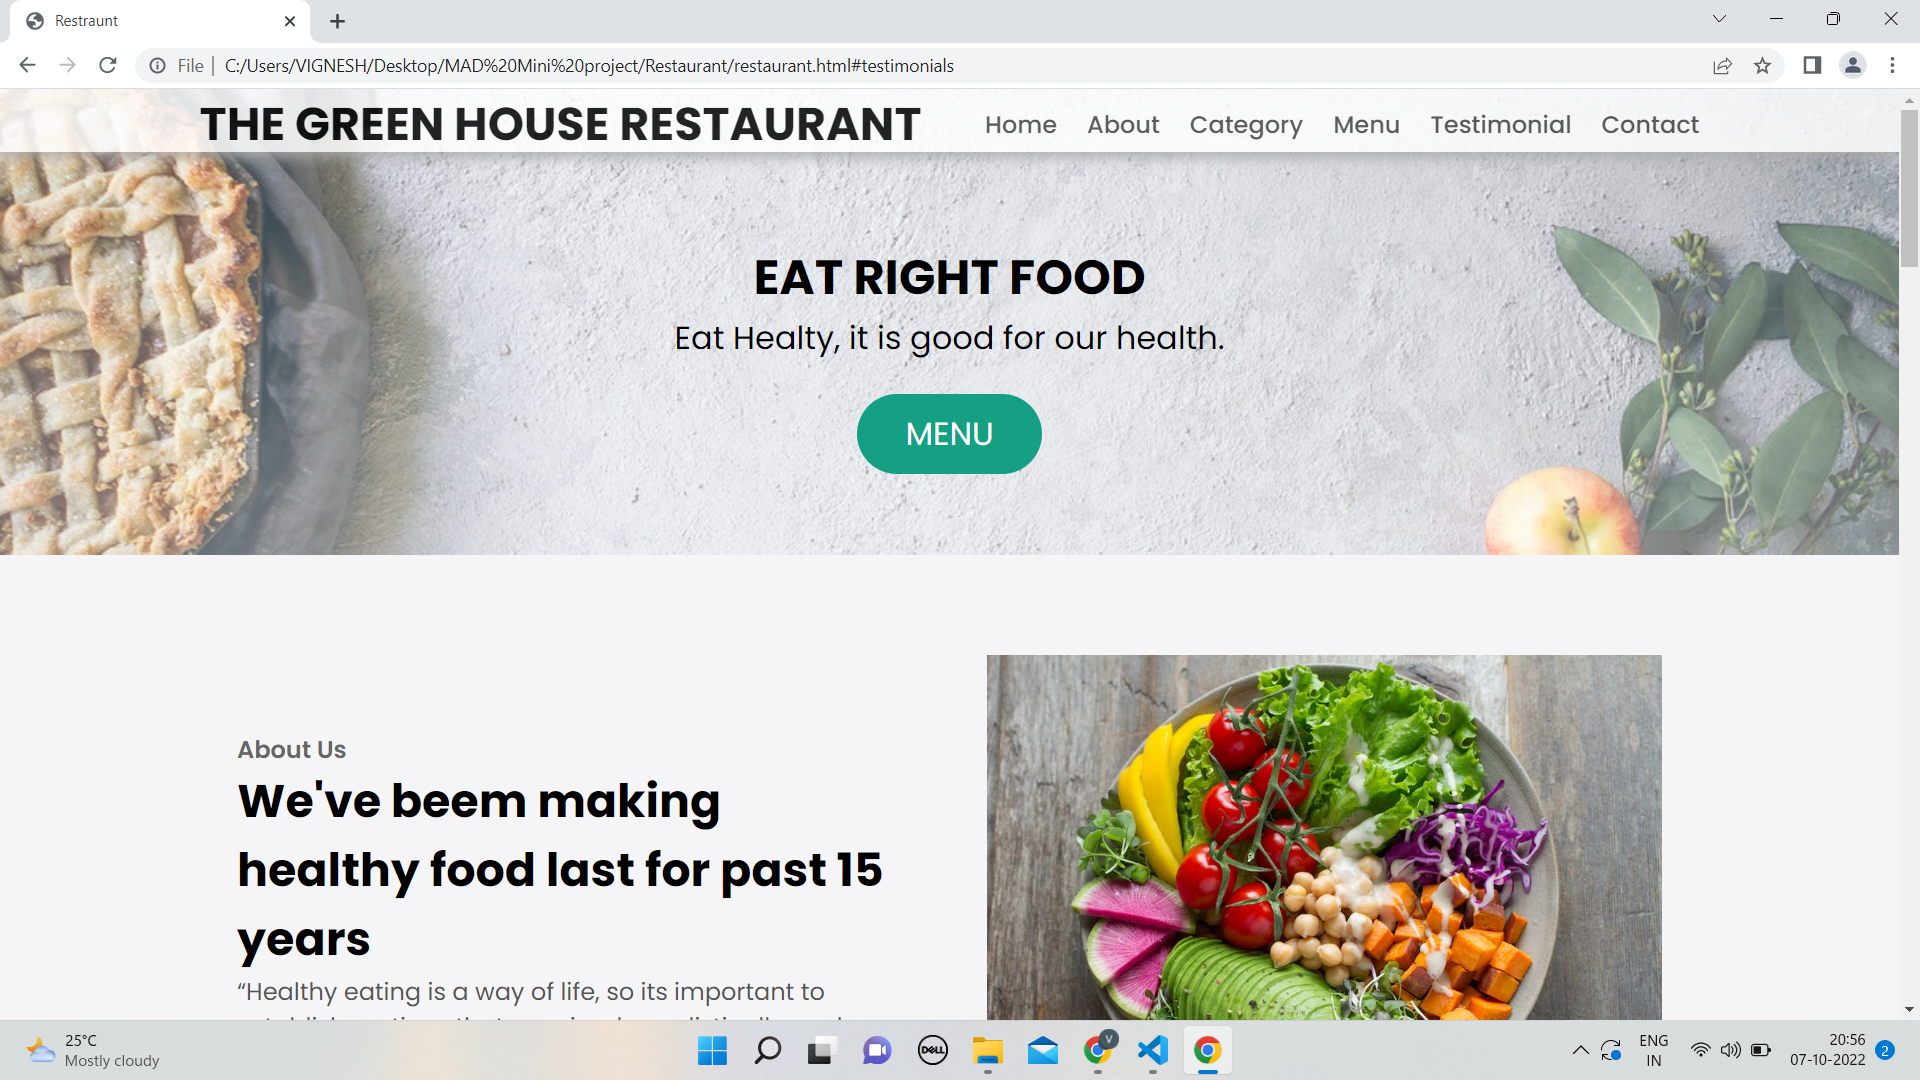 Restraunt
File
C:/Users/VIGNESH/Desktop/MAD%20Mini%20project/Restaurant/restaurant.html#testimonials
THE GREEN HOUSE RESTAURANT
Home About Category Menu Testimonial Contact
EAT RIGHT FOOD
Eat Healty, it is good for our health.
MENU
About Us
We've beem making
healthy food last for past 15
years
“Healthy eating is a way of life, so its important to
25°C
Mostly cloudy
DELL
V
ENG
IN
20:56
07-10-2022
2